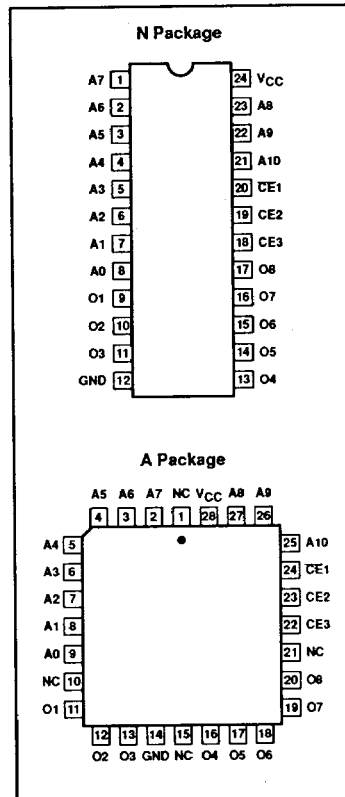 N Package
A7 1 24 VCC
A6 2 23 A8
A5 3 22 A9
A4 4 21 A10
A3 5 20 C̅E̅1
A2 6 19 CE2
A1 7 18 CE3
A0 8 17 O8
O1 9 16 O7
O2 10 15 O6
O3 11 14 O5
GND 12 13 O4
A Package
A5 A6 A7 NC VCC A8 A9
4 3 2 1 28 27 26
A4 5 25 A10
A3 6 24 C̅E̅1
A2 7 23 CE2
A1 8 22 CE3
A0 9 21 NC
NC 10 20 O8
O1 11 19 O7
12 13 14 15 16 17 18
O2 O3 GND NC O4 O5 O6